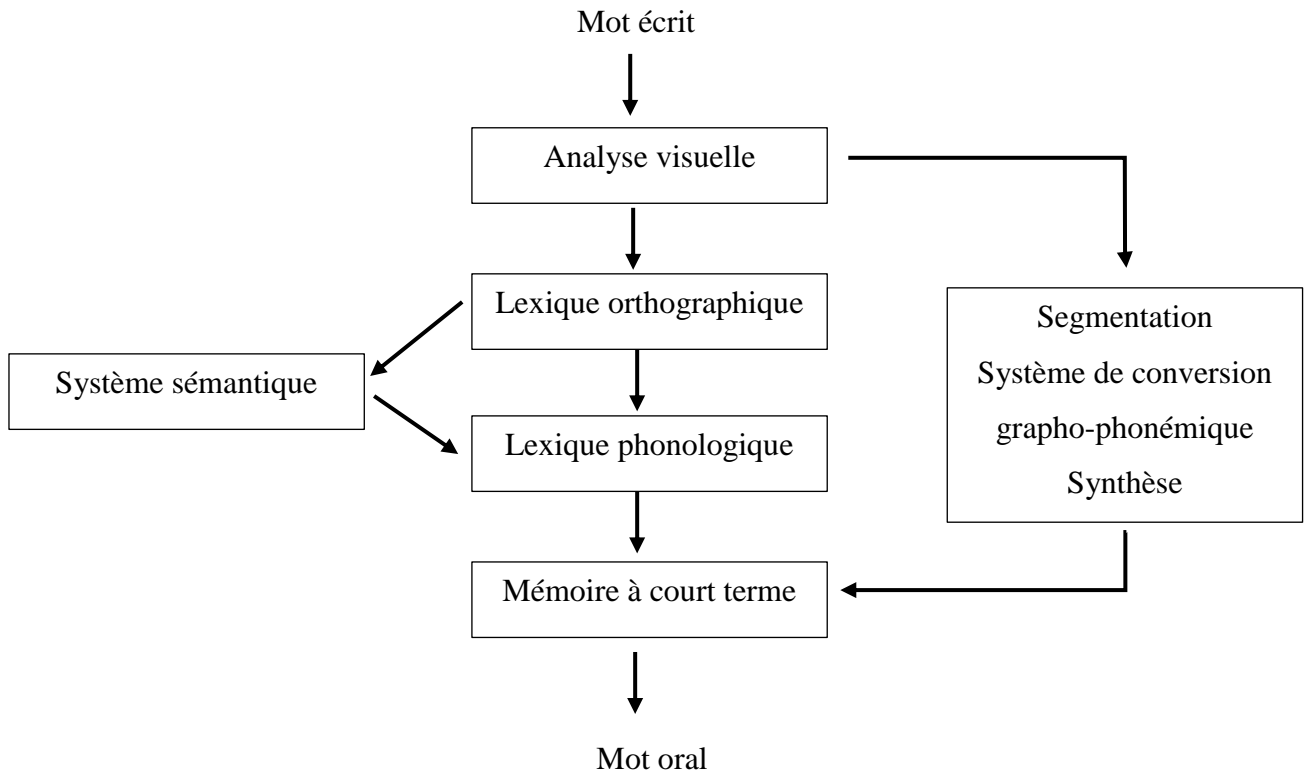 Mot écrit
Analyse visuelle
Lexique orthographique
Système sémantique
Lexique phonologique
Segmentation
Système de conversion
grapho-phonémique
Synthèse
Mémoire à court terme
Mot oral